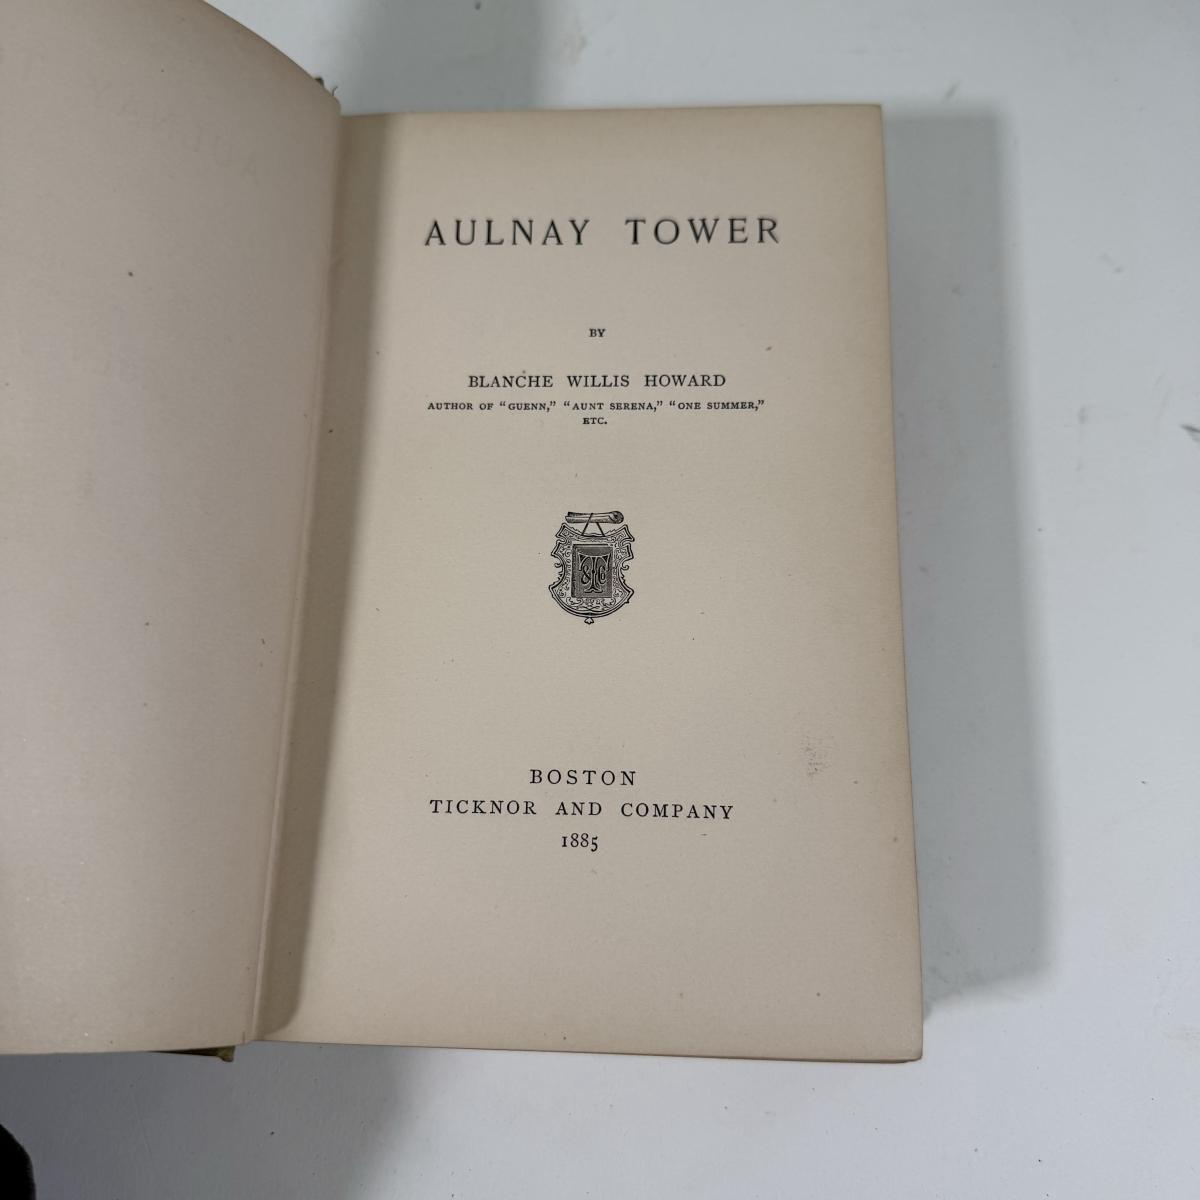 AULNAY TOWER
BY
BLANCHE WILLIS HOWARD
AUTHOR OF “GUENN,” “AUNT SERENA,” “ONE SUMMER,”
ETC.
T & Co
BOSTON
TICKNOR AND COMPANY
1885